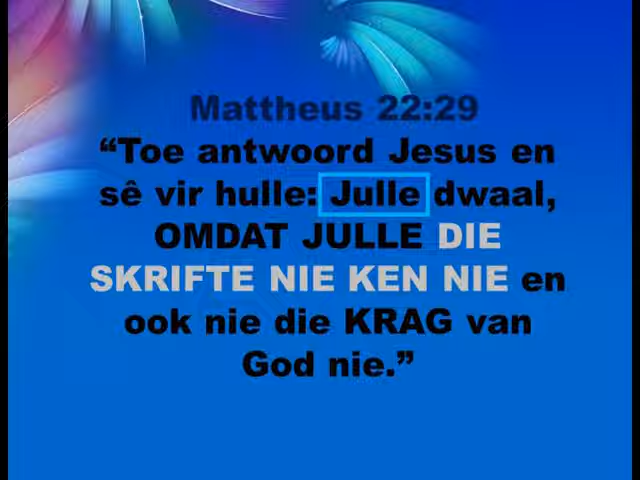 Mattheus 22:29
“Toe antwoord Jesus en
sê vir hulle: Julle dwaal,
OMDAT JULLE DIE
SKRIFTE NIE KEN NIE en
ook nie die KRAG van
God nie.”